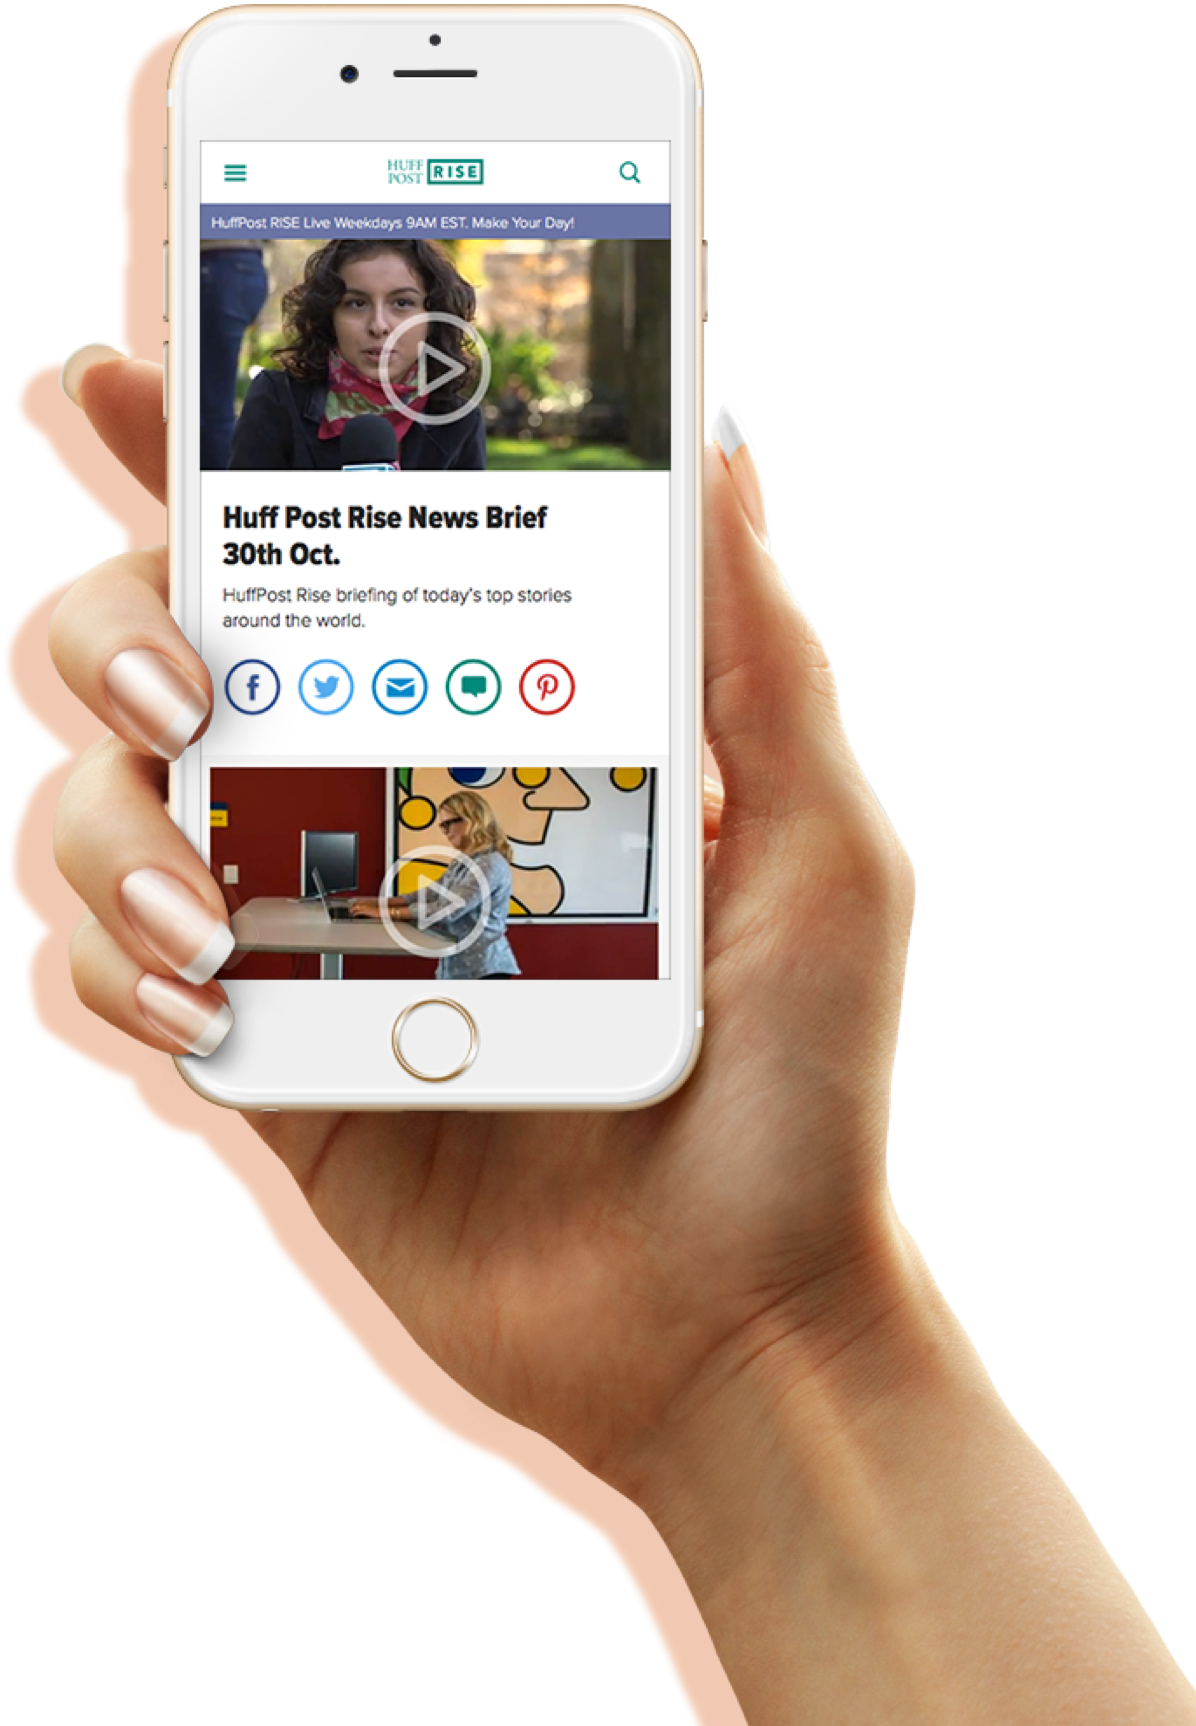 HUFF
POST RISE
HuffPost RISE Live Weekdays 9AM EST. Make Your Day!
Huff Post Rise News Brief
30th Oct.
HuffPost Rise briefing of today's top stories
around the world.